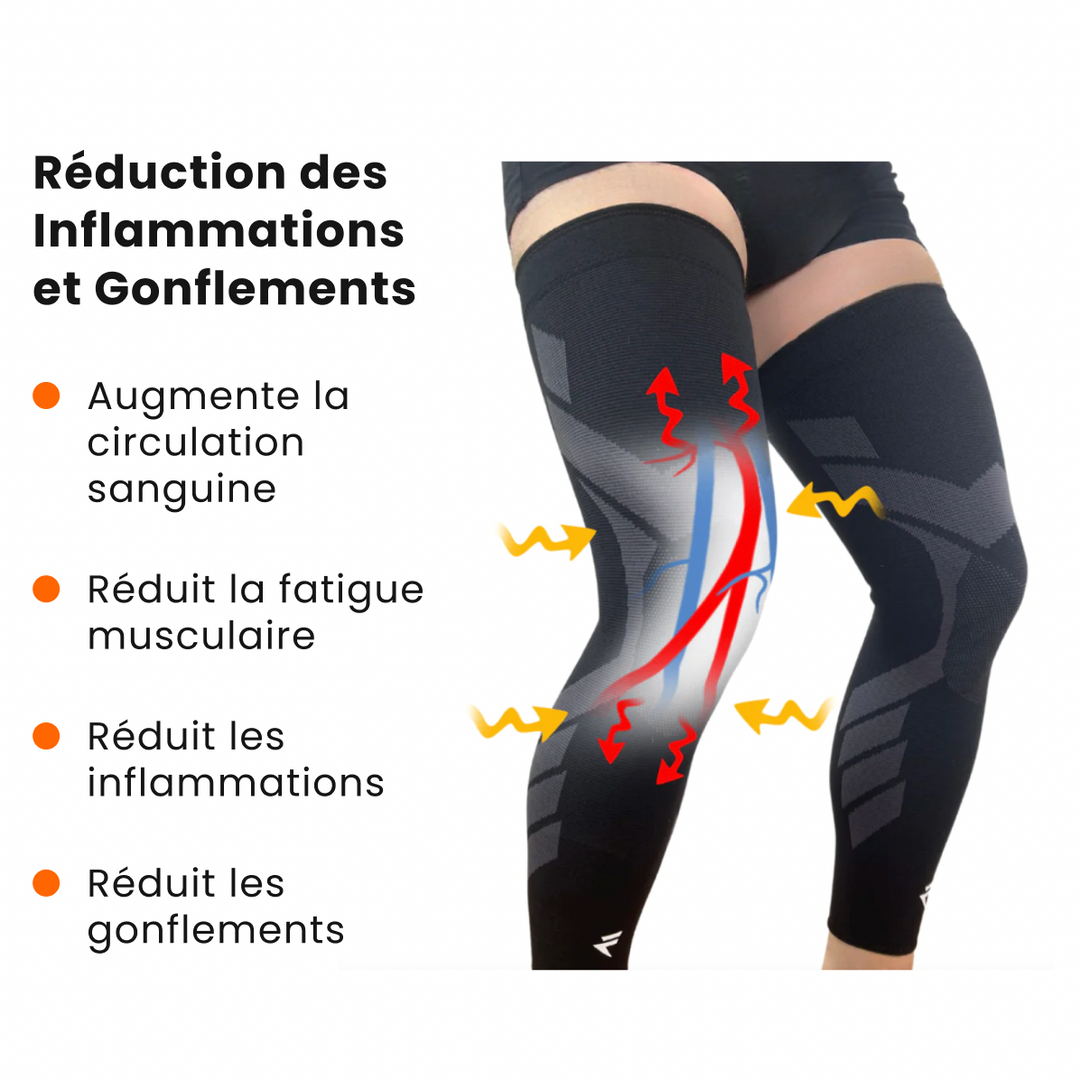 Réduction des
Inflammations
et Gonflements
Augmente la
circulation
sanguine
Réduit la fatigue
musculaire
Réduit les
inflammations
Réduit les
gonflements